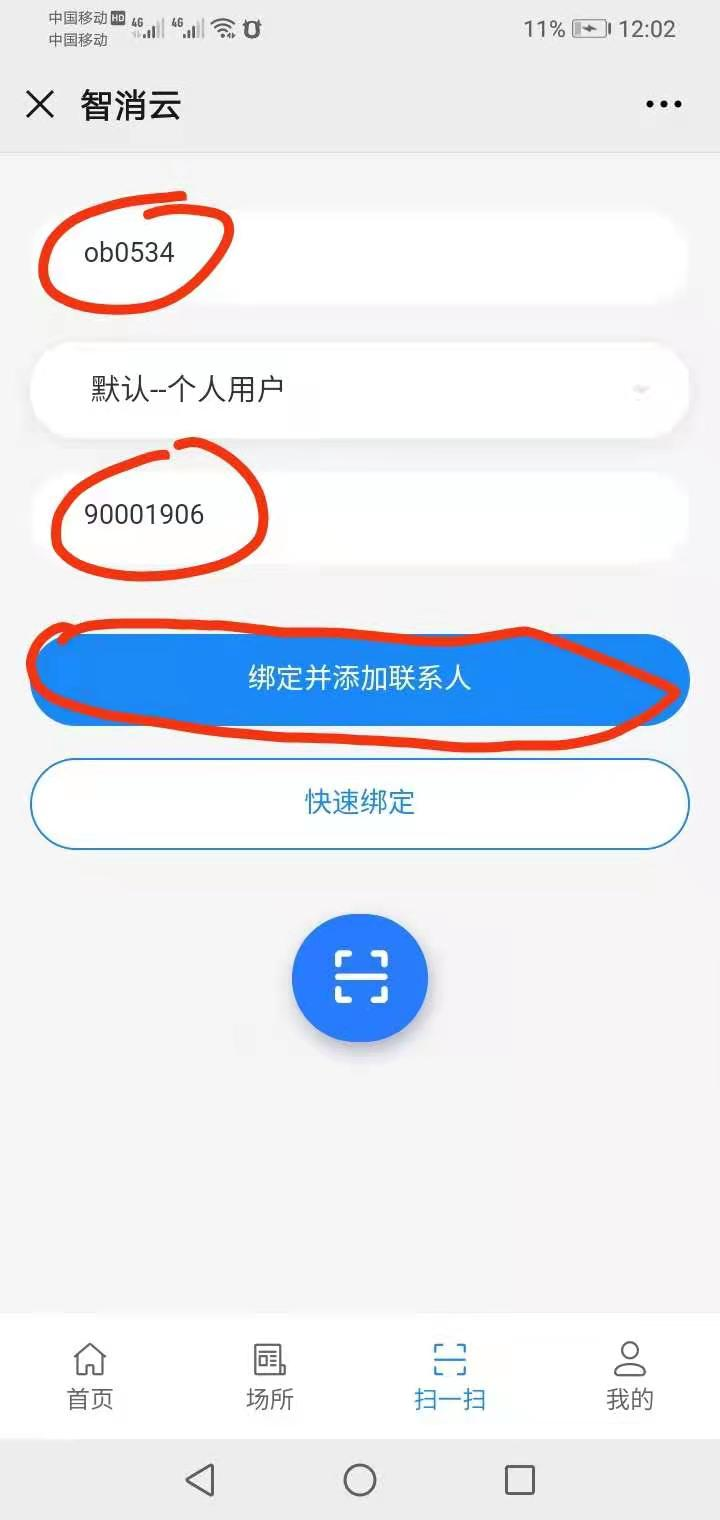 中国移动 HD 4G 4G 11% 12:02
中国移动
智消云
ob0534
默认--个人用户
90001906
绑定并添加联系人
快速绑定
首页 场所 扫一扫 我的